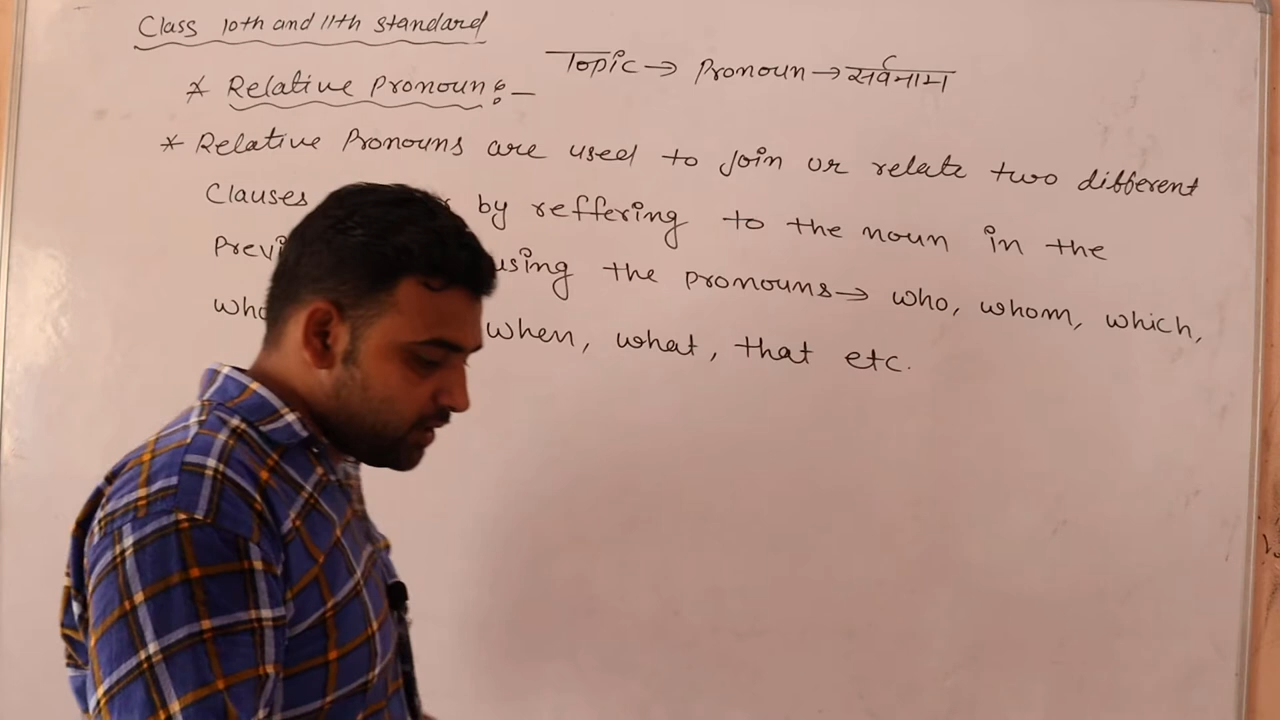 Class 10th and 11th standard
Topic → Pronoun → सर्वनाम
* Relative Pronoun :-
* Relative Pronouns are used to join or relate two different
Clauses by reffering to the noun in the
using the pronouns → who, whom, which,
when, what, that etc.